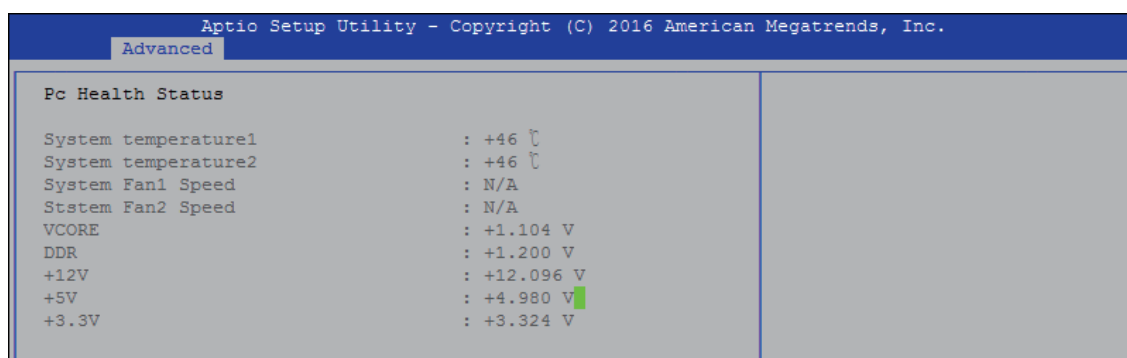 Aptio Setup Utility - Copyright (C) 2016 American Megatrends, Inc.
Advanced
Pc Health Status
System temperature1 : +46 ℃
System temperature2 : +46 ℃
System Fan1 Speed : N/A
Ststem Fan2 Speed : N/A
VCORE : +1.104 V
DDR : +1.200 V
+12V : +12.096 V
+5V : +4.980 V
+3.3V : +3.324 V